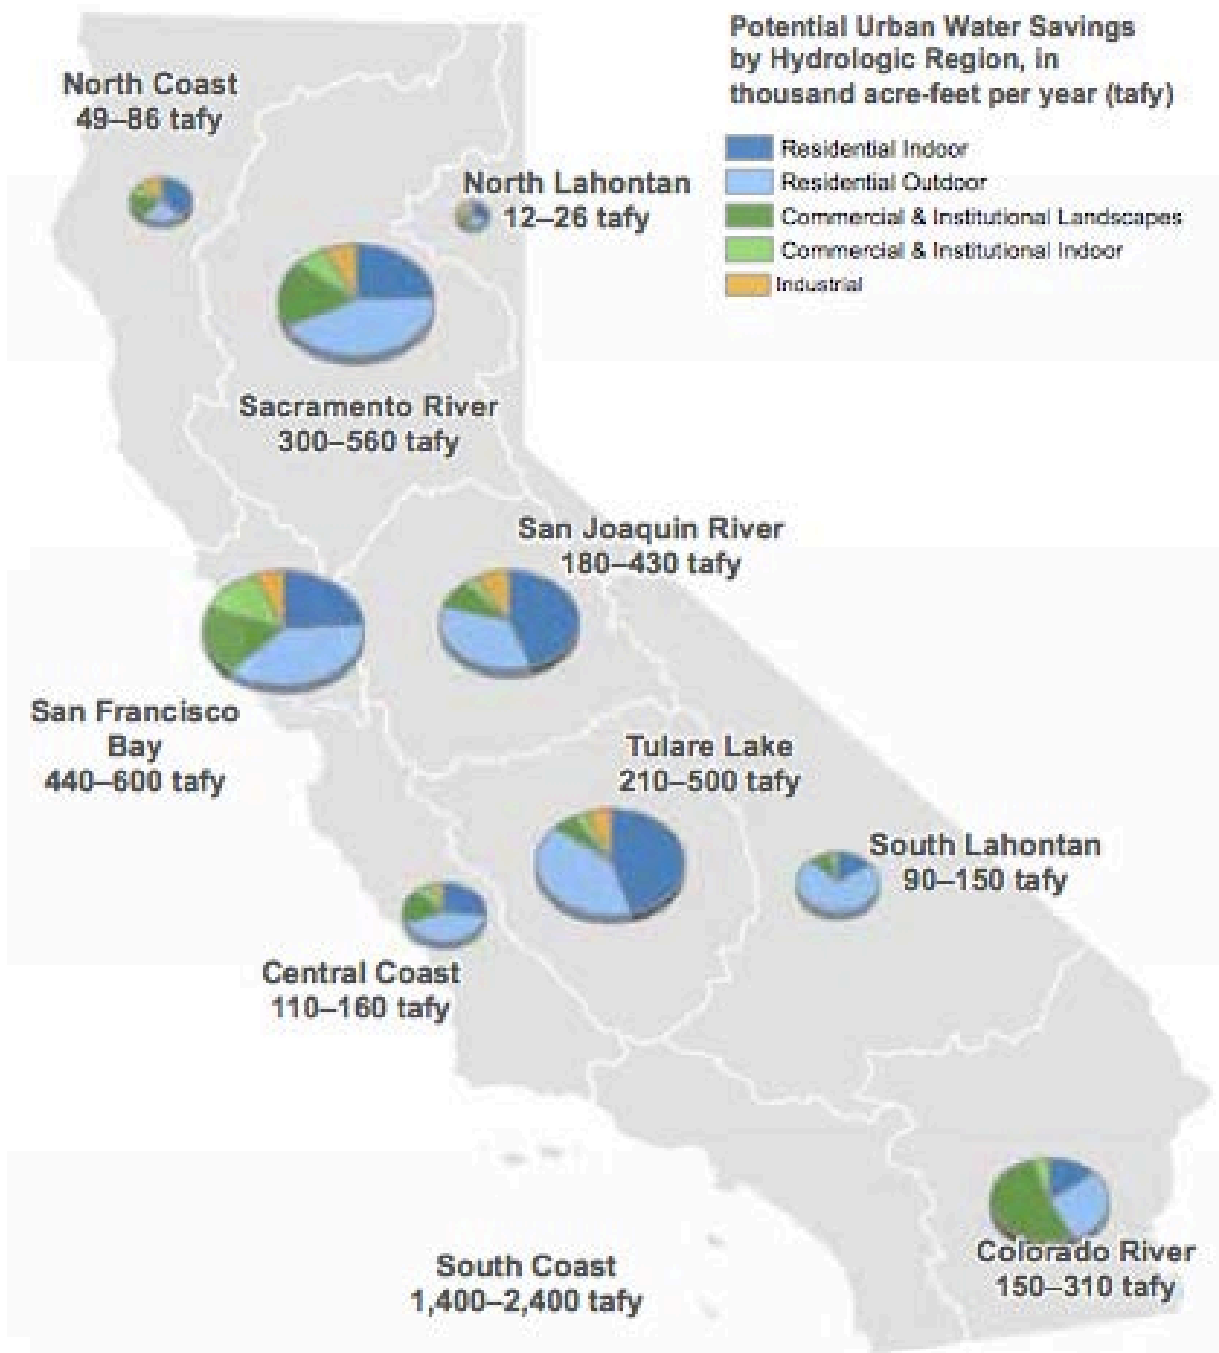 Potential Urban Water Savings
by Hydrologic Region, in
thousand acre-feet per year (tafy)
Residential Indoor
Residential Outdoor
Commercial & Institutional Landscapes
Commercial & Institutional Indoor
Industrial
North Coast
49–86 tafy
North Lahontan
12–26 tafy
Sacramento River
300–560 tafy
San Joaquin River
180–430 tafy
San Francisco
Bay
440–600 tafy
Tulare Lake
210–500 tafy
South Lahontan
90–150 tafy
Central Coast
110–160 tafy
South Coast
1,400–2,400 tafy
Colorado River
150–310 tafy